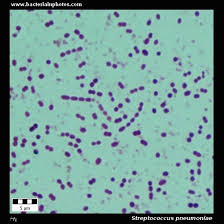 www.bacteriainphotos.com
5 µm
Streptococcus pneumoniae